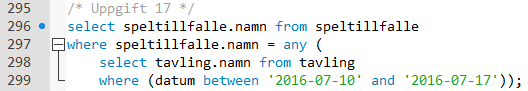 295 /* Uppgift 17 */
296 select speltillfalle.namn from speltillfalle
297 where speltillfalle.namn = any (
298 select tavling.namn from tavling
299 where (datum between '2016-07-10' and '2016-07-17'));